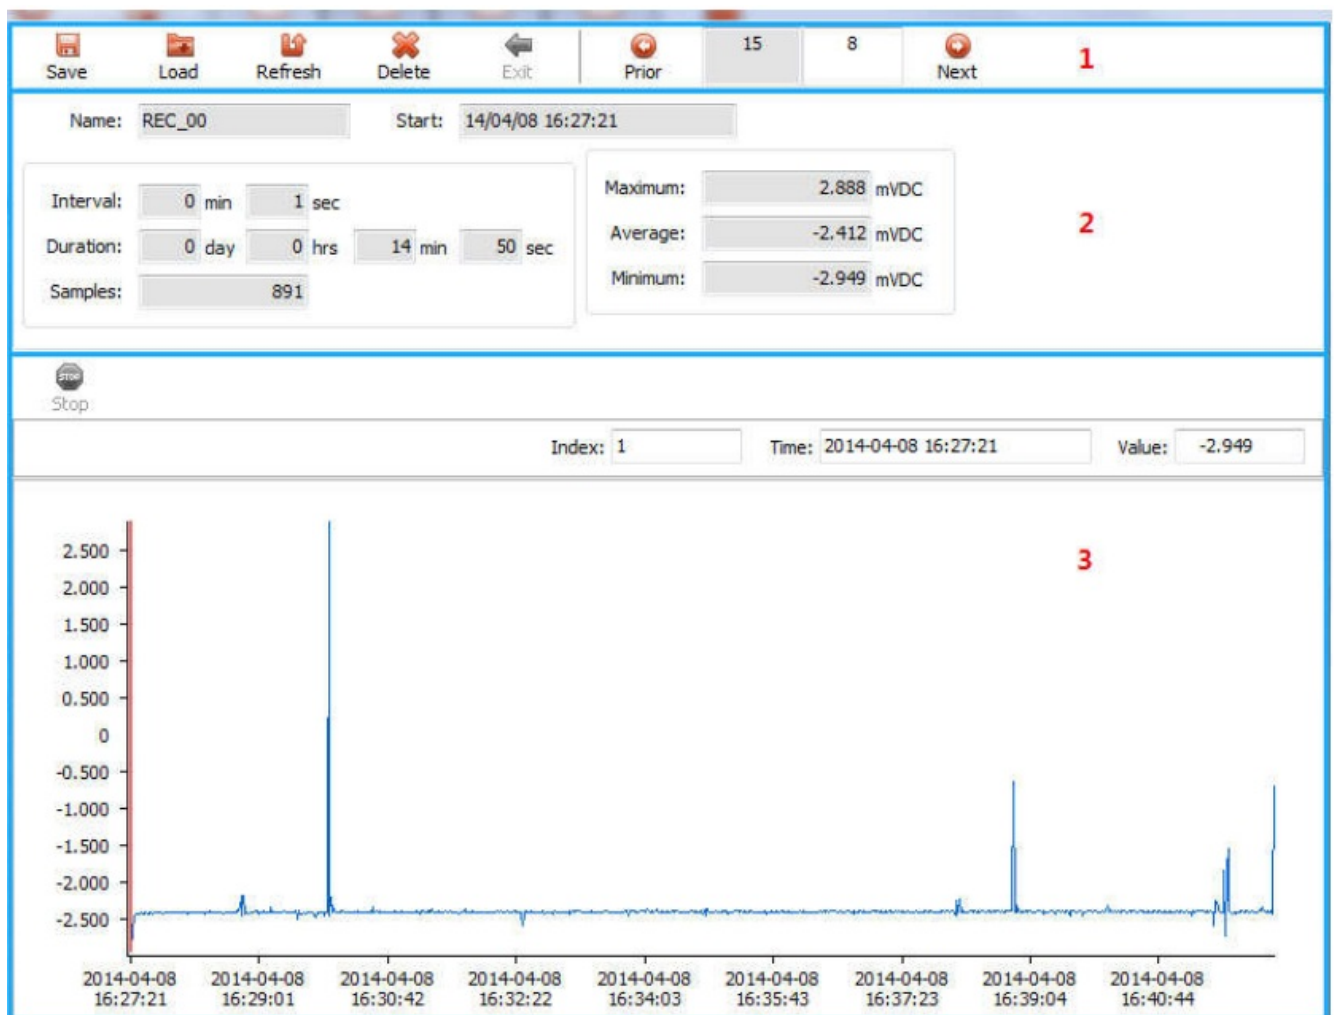 15 8
Save Load Refresh Delete Exit Prior Next
1
Name: REC_00 Start: 14/04/08 16:27:21
Interval: 0 min 1 sec
Duration: 0 day 0 hrs 14 min 50 sec
Samples: 891
Maximum: 2.888 mVDC
Average: -2.412 mVDC
Minimum: -2.949 mVDC
2
STOP
Stop
Index: 1 Time: 2014-04-08 16:27:21 Value: -2.949
3
2.500
2.000
1.500
1.000
0.500
0
-0.500
-1.000
-1.500
-2.000
-2.500
2014-04-08 2014-04-08 2014-04-08 2014-04-08 2014-04-08 2014-04-08 2014-04-08 2014-04-08 2014-04-08
16:27:21 16:29:01 16:30:42 16:32:22 16:34:03 16:35:43 16:37:23 16:39:04 16:40:44